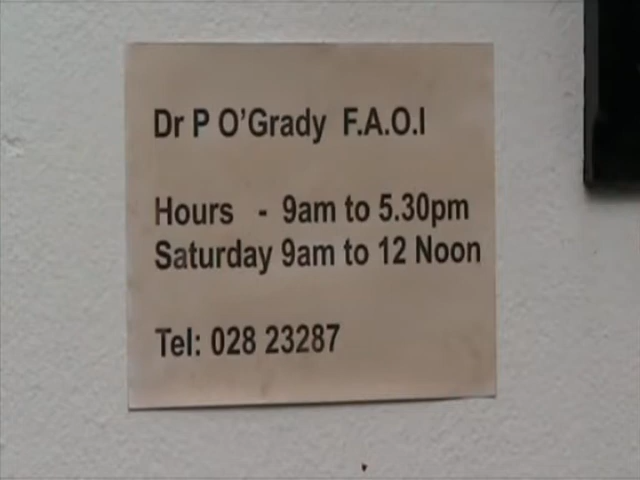 Dr P O'Grady F.A.O.I
Hours - 9am to 5.30pm
Saturday 9am to 12 Noon
Tel: 028 23287